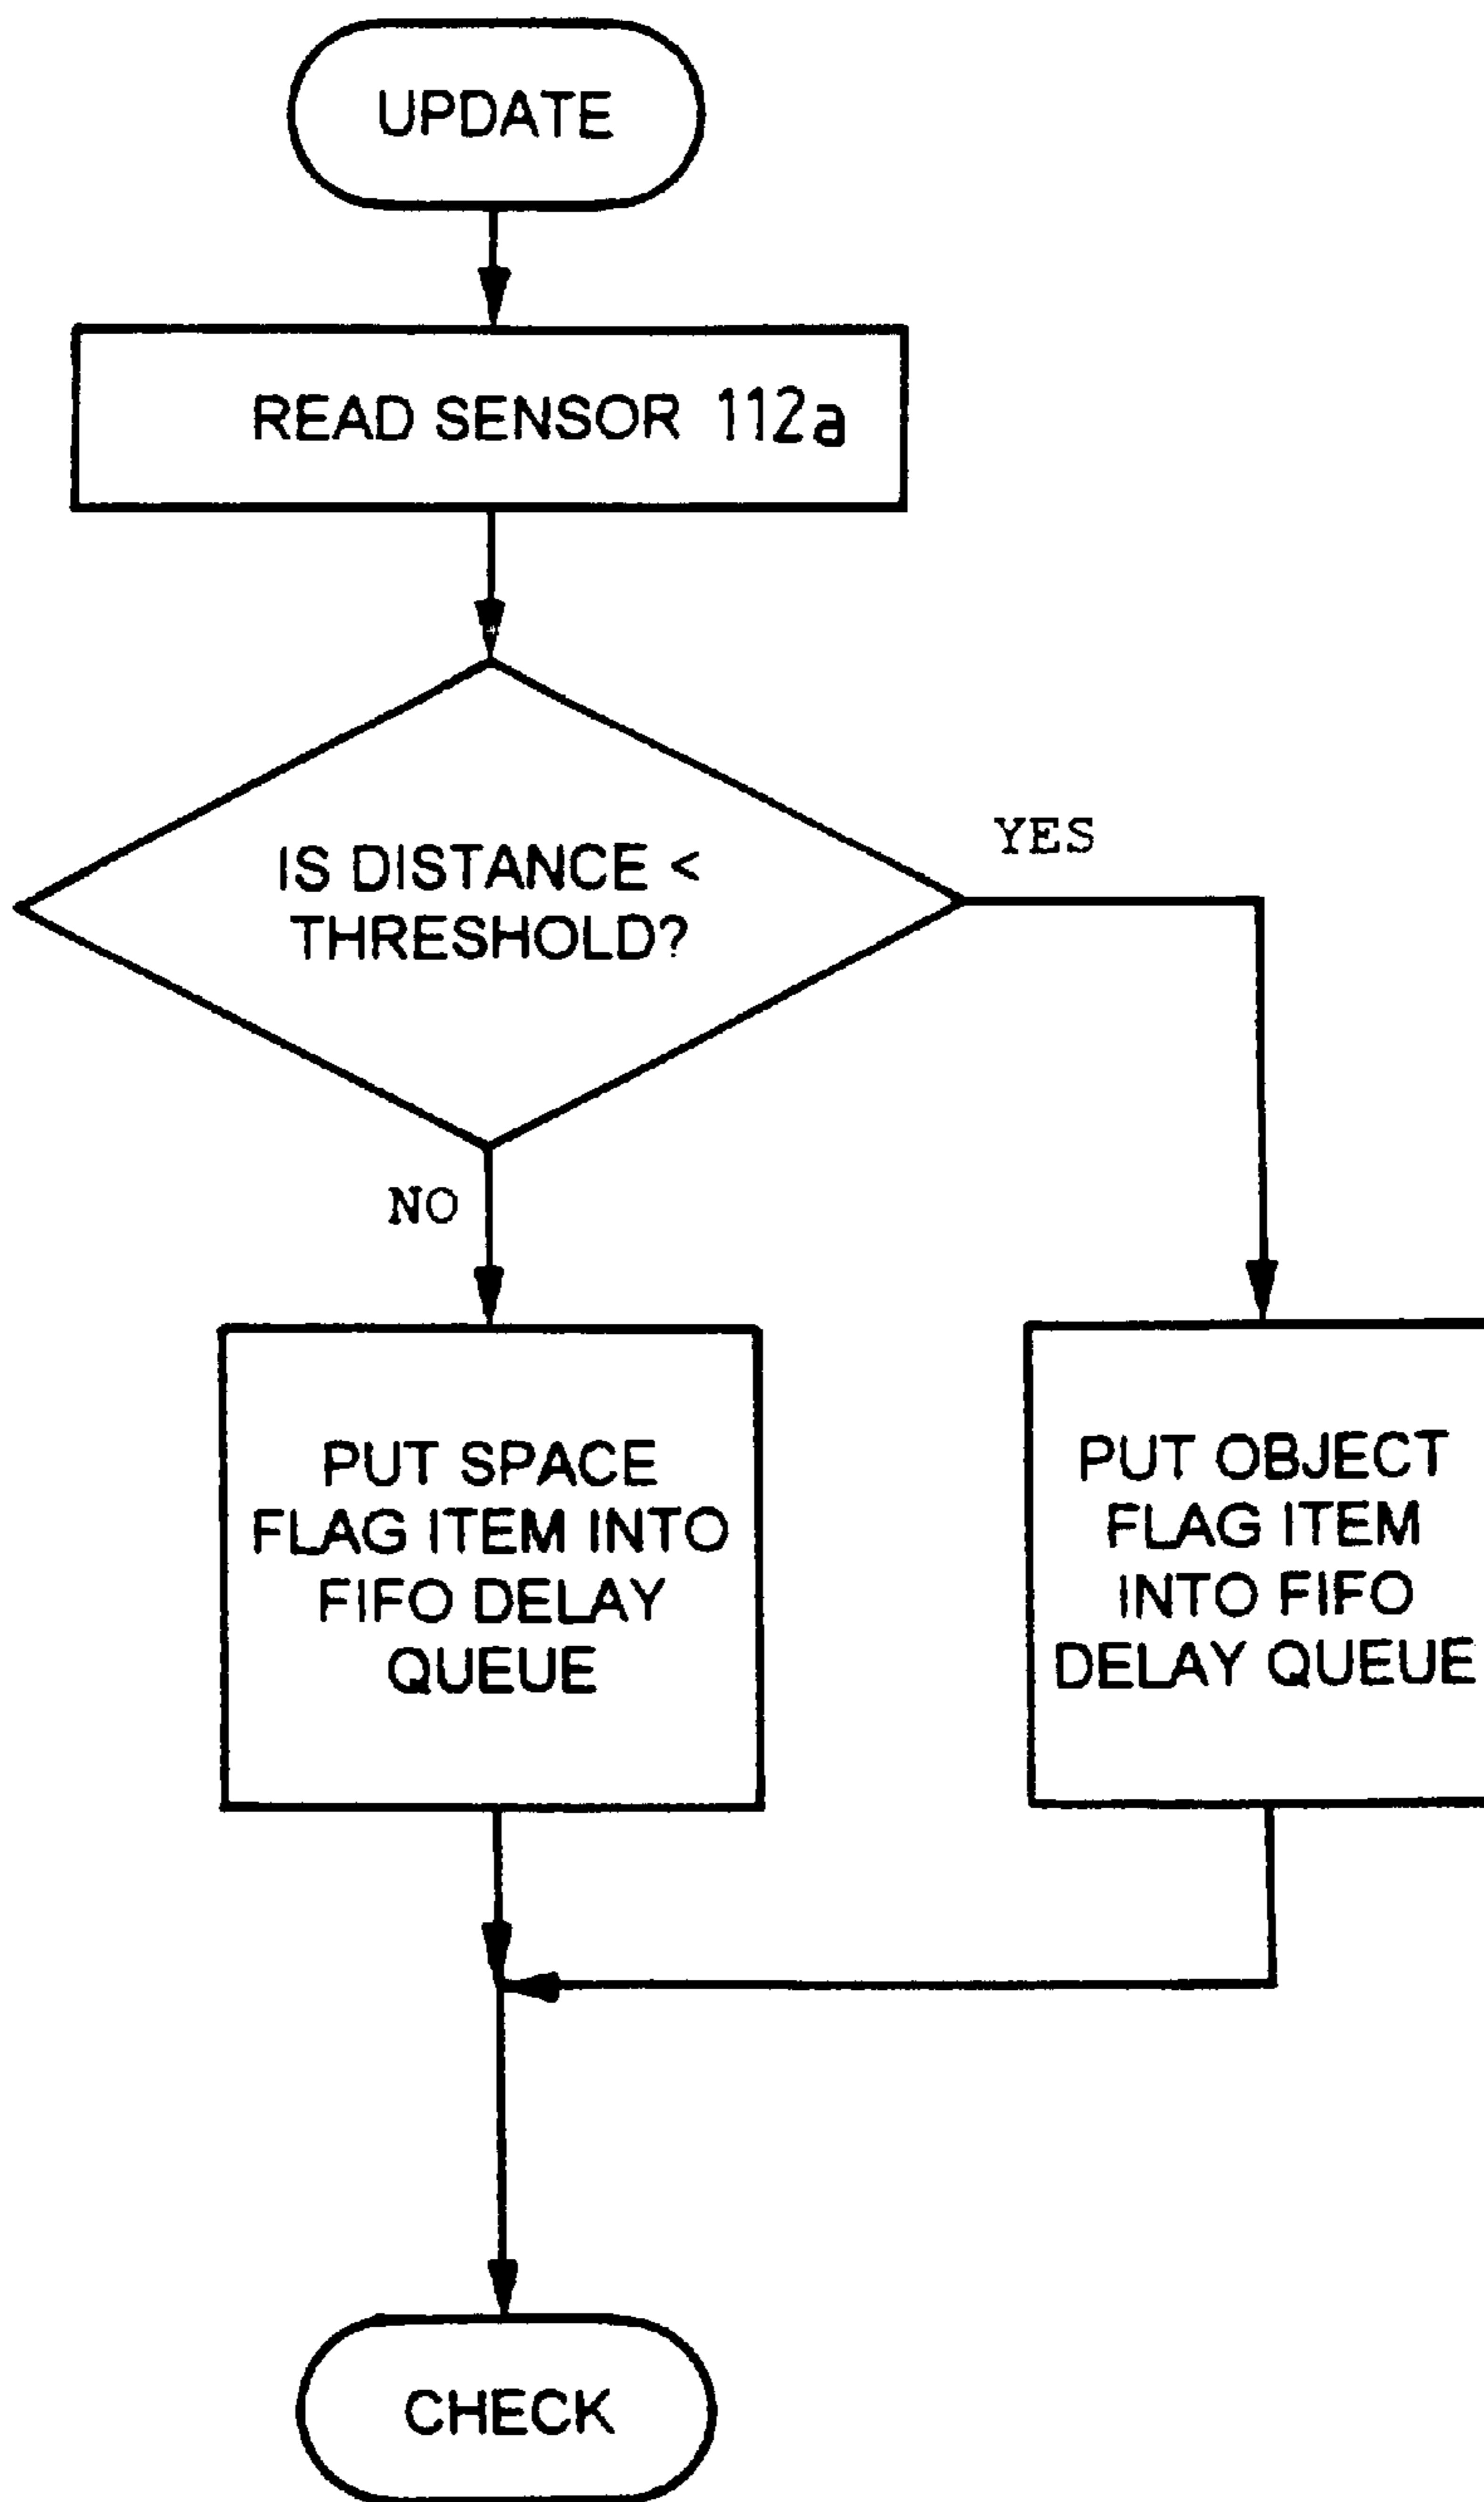 UPDATE
READ SENSOR 112a
IS DISTANCE <
THRESHOLD?
YES
NO
PUT SPACE
FLAG ITEM INTO
FIFO DELAY
QUEUE
PUT OBJECT
FLAG ITEM
INTO FIFO
DELAY QUEUE
CHECK